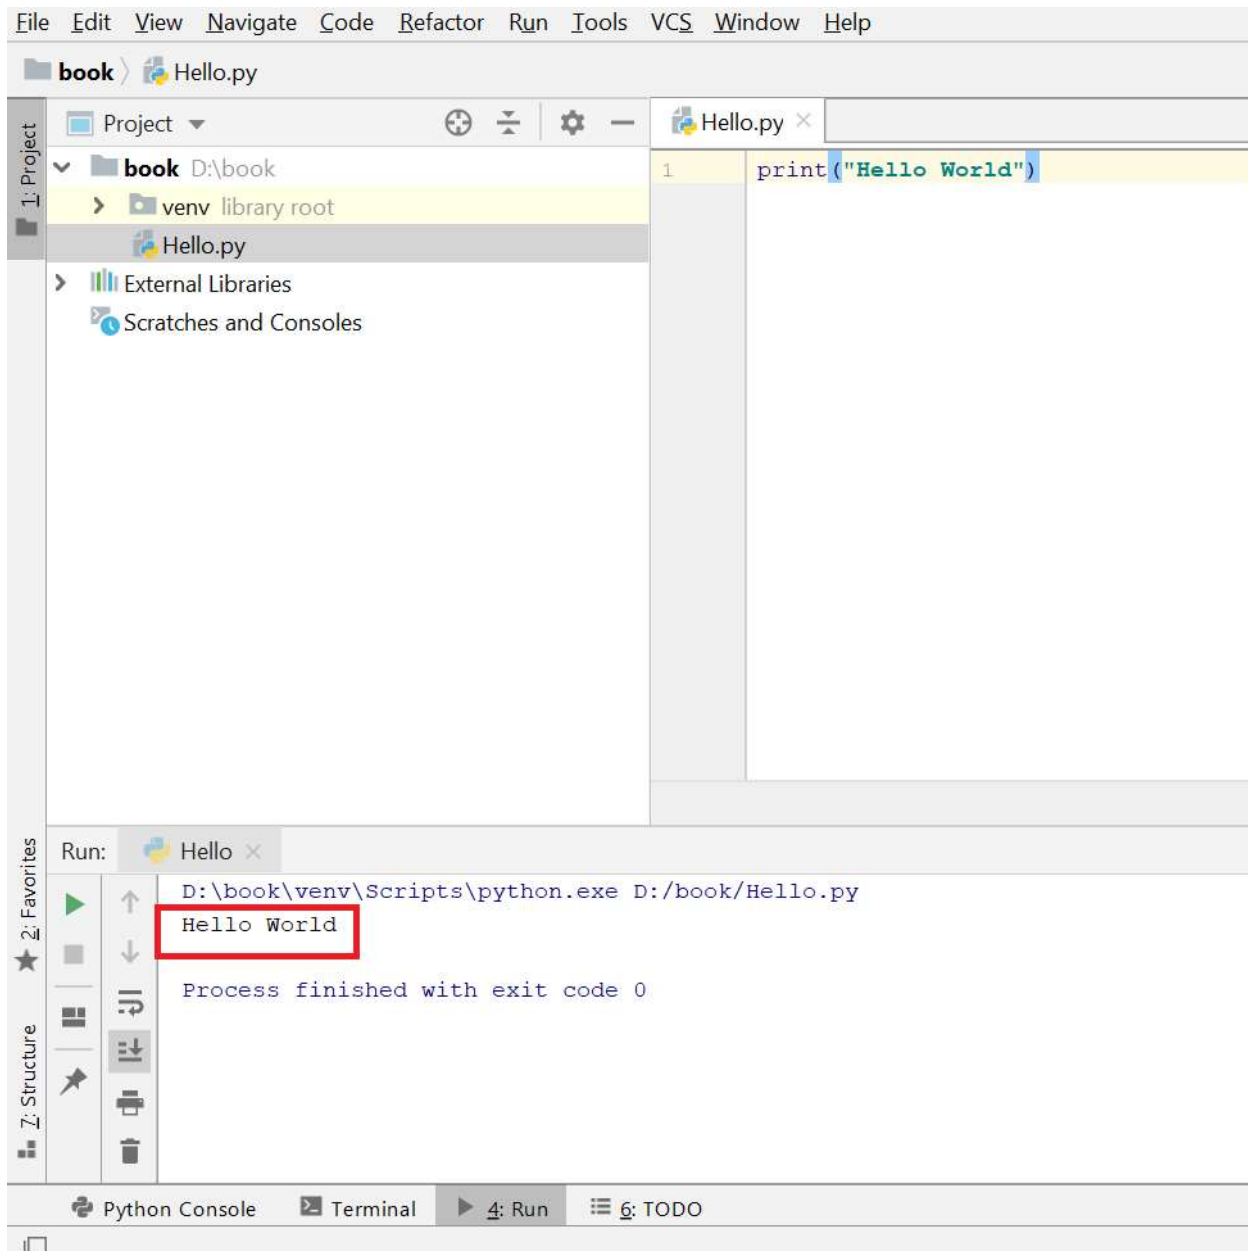 File Edit View Navigate Code Refactor Run Tools VCS Window Help
book Hello.py
1: Project
Project
Hello.py
book D:\book
venv library root
Hello.py
External Libraries
Scratches and Consoles
1 print("Hello World")
2: Favorites
Z: Structure
Run: Hello
D:\book\venv\Scripts\python.exe D:/book/Hello.py
Hello World
Process finished with exit code 0
Python Console Terminal 4: Run 6: TODO